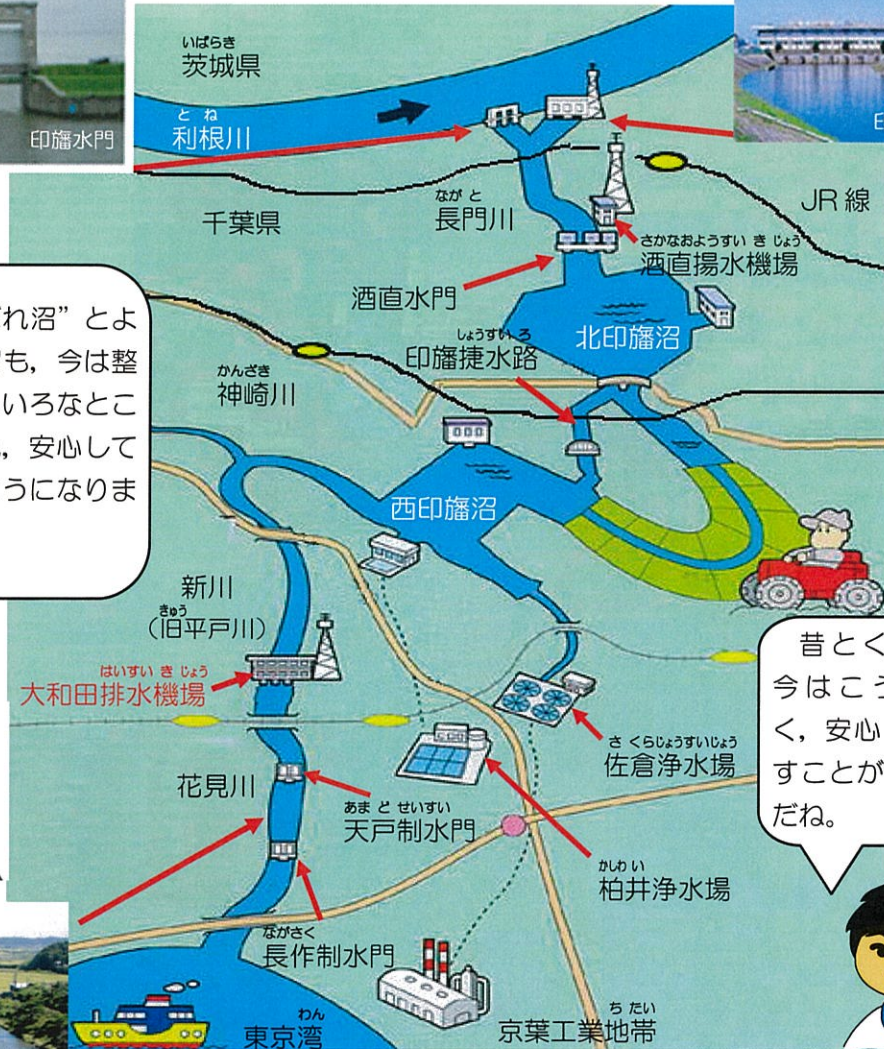 いばらき
茨城県
印旛水門
とね
利根川
印
千葉県
ながと
長門川
JR線
さかなおようすいきじょう
酒直揚水機場
酒直水門
れ沼”とよ
も，今は整
いろなとこ
，安心して
うになりま
しょうすいろ
印旛捷水路
北印旛沼
かんざき
神崎川
西印旛沼
新川
きゅう
（旧平戸川）
はいすいきじょう
大和田排水機場
昔とく
今はこう
く，安心
すことが
だね。
さくらじょうすいじょう
佐倉浄水場
花見川
あまどせいすい
天戸制水門
かしわい
柏井浄水場
ながさく
長作制水門
わん
東京湾
ちたい
京葉工業地帯